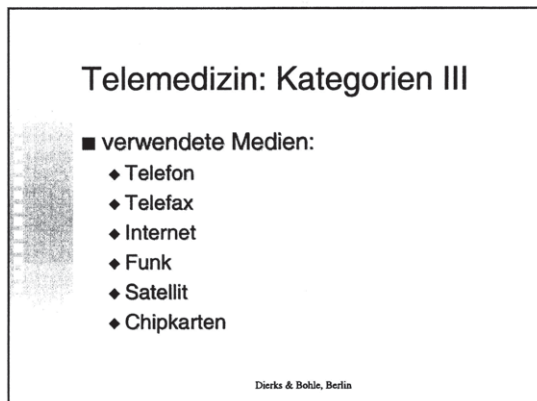 Telemedizin: Kategorien III
■ verwendete Medien:
◆ Telefon
◆ Telefax
◆ Internet
◆ Funk
◆ Satellit
◆ Chipkarten
Dierks & Bohle, Berlin